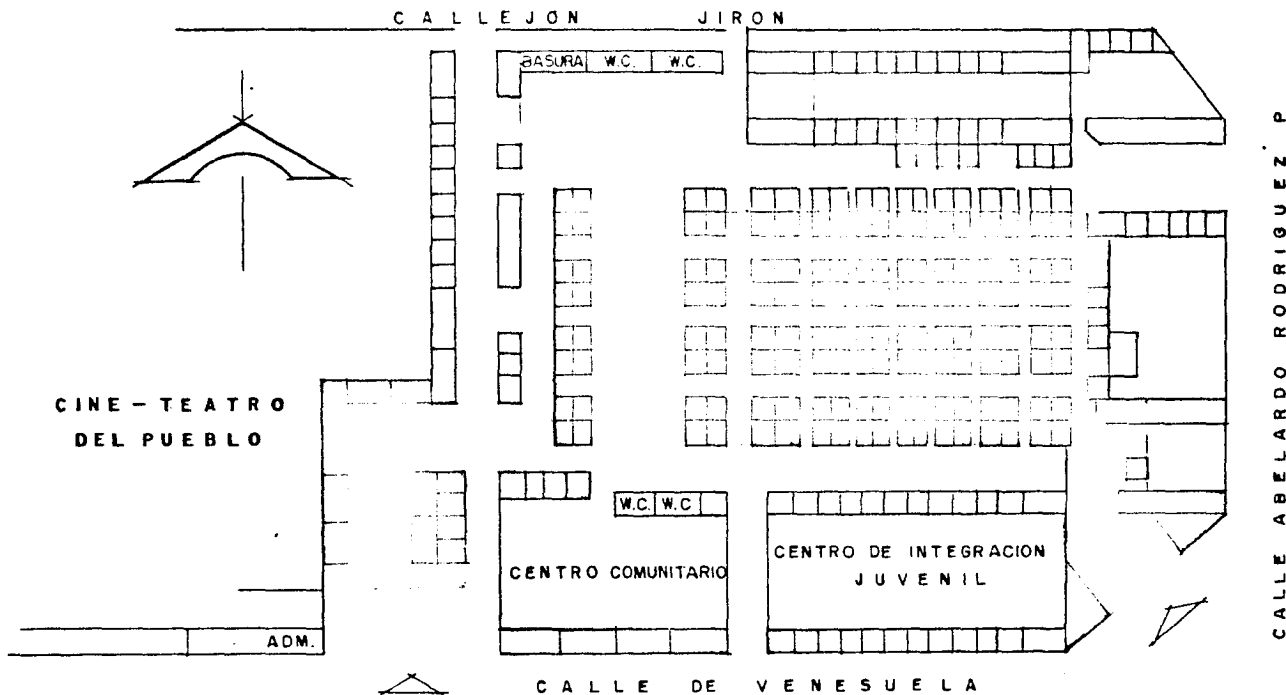 CALLEJON JIRON
BASURA W.C. W.C.
CINE-TEATRO
DEL PUEBLO
W.C. W.C
CENTRO COMUNITARIO
CENTRO DE INTEGRACION
JUVENIL
ADM.
CALLE DE VENESUELA
CALLE ABELARDO RODRIGUEZ P